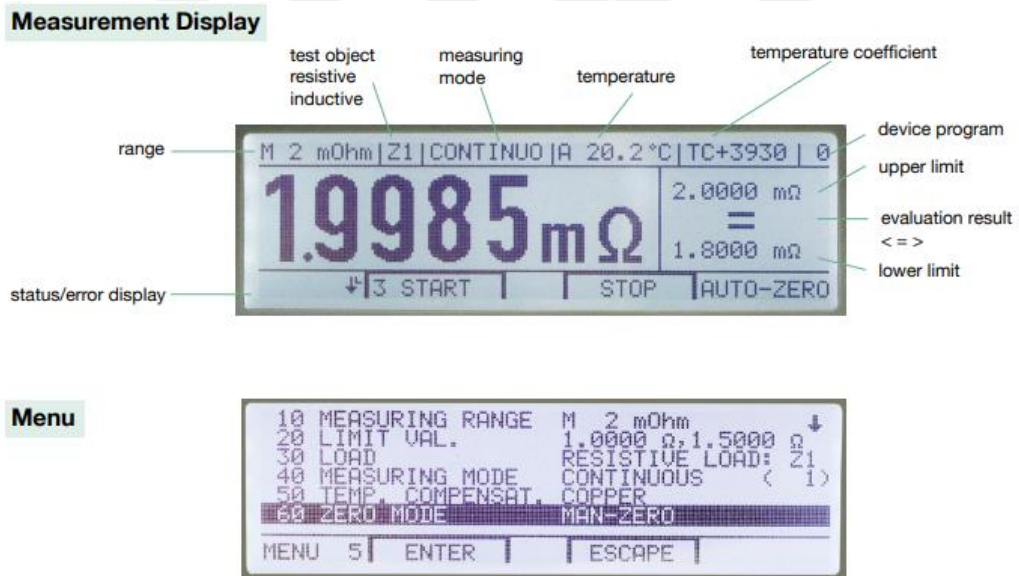 Measurement Display
test object
resistive
inductive
measuring
mode
temperature
temperature coefficient
range
device program
upper limit
evaluation result
< = >
lower limit
status/error display
M 2 mOhm|Z1|CONTINUO|A 20.2°C|TC+3930| 0
1.9985mΩ
2.0000 mΩ
=
1.8000 mΩ
3 START STOP AUTO-ZERO
Menu
10 MEASURING RANGE M 2 mOhm
20 LIMIT VAL. 1.0000 Ω,1.5000 Ω
30 LOAD RESISTIVE LOAD: Z1
40 MEASURING MODE CONTINUOUS ( 1)
50 TEMP. COMPENSAT. COPPER
60 ZERO MODE MAN-ZERO
MENU 5 ENTER ESCAPE